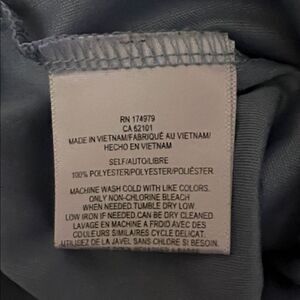 RN 174979
CA 62101
MADE IN VIETNAM/FABRIQUÉ AU VIETNAM/
HECHO EN VIETNAM
SELF/AUTO/LIBRE
100% POLYESTER/POLYESTER/POLIÉSTER
MACHINE WASH COLD WITH LIKE COLORS.
ONLY NON-CHLORINE BLEACH
WHEN NEEDED.TUMBLE DRY LOW
LOW IRON IF NEEDED.CAN BE DRY CLEANED
LAVAGE EN MACHINE A FROID AVEC DES
COULEURS SIMILAIRES CYCLE DELICAT.
UTILISEZ DE LA JAVEL SANS CHLORE SI BESOIN.